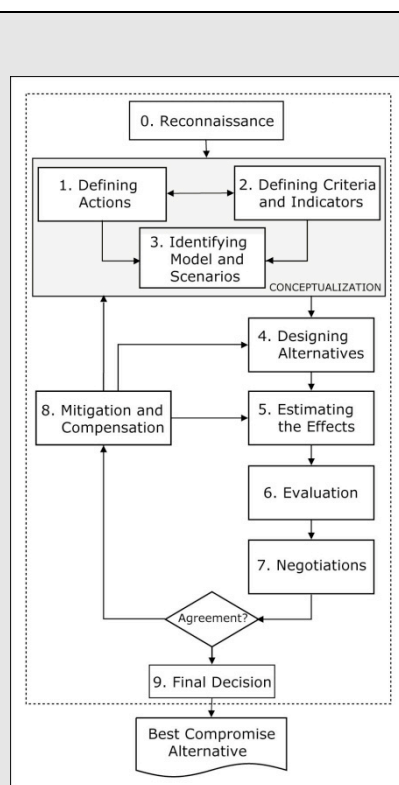 0. Reconnaissance
1. Defining
Actions
2. Defining Criteria
and Indicators
3. Identifying
Model and
Scenarios
CONCEPTUALIZATION
4. Designing
Alternatives
8. Mitigation and
Compensation
5. Estimating
the Effects
6. Evaluation
7. Negotiations
Agreement?
9. Final Decision
Best Compromise
Alternative